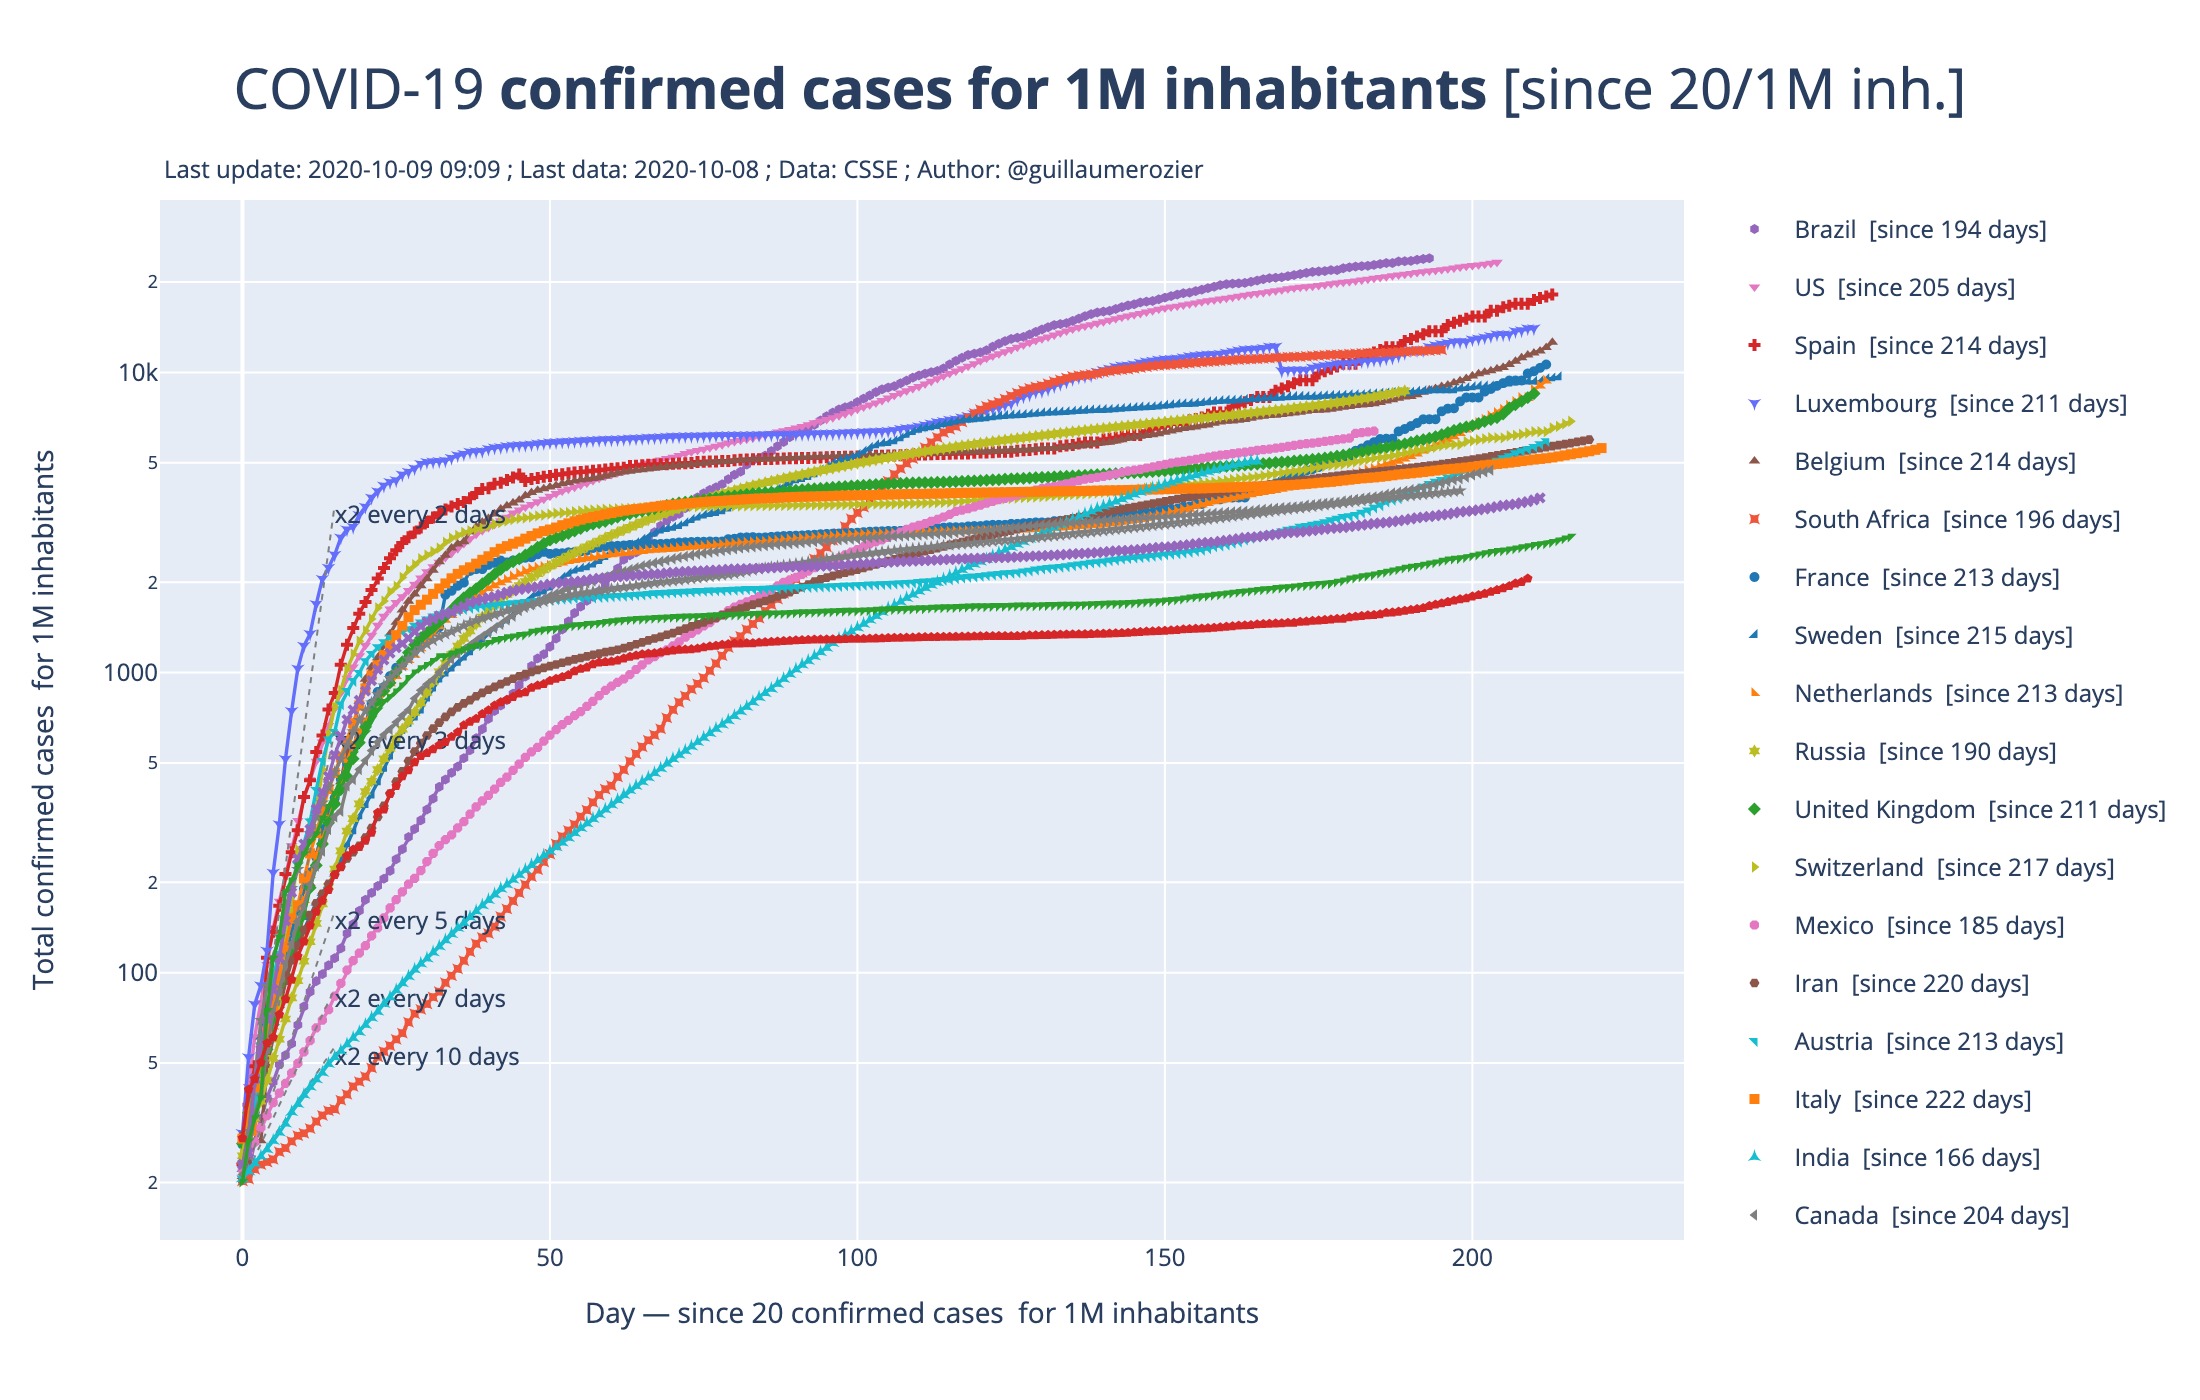 COVID-19 confirmed cases for 1M inhabitants [since 20/1M inh.]
Last update: 2020-10-09 09:09 ; Last data: 2020-10-08 ; Data: CSSE ; Author: @guillaumerozier
Total confirmed cases for 1M inhabitants
2
10k
5
2
1000
5
2
100
5
2
x2 every 2 days
x2 every 3 days
x2 every 5 days
x2 every 7 days
x2 every 10 days
0 50 100 150 200
Day — since 20 confirmed cases for 1M inhabitants
Brazil [since 194 days]
US [since 205 days]
Spain [since 214 days]
Luxembourg [since 211 days]
Belgium [since 214 days]
South Africa [since 196 days]
France [since 213 days]
Sweden [since 215 days]
Netherlands [since 213 days]
Russia [since 190 days]
United Kingdom [since 211 days]
Switzerland [since 217 days]
Mexico [since 185 days]
Iran [since 220 days]
Austria [since 213 days]
Italy [since 222 days]
India [since 166 days]
Canada [since 204 days]